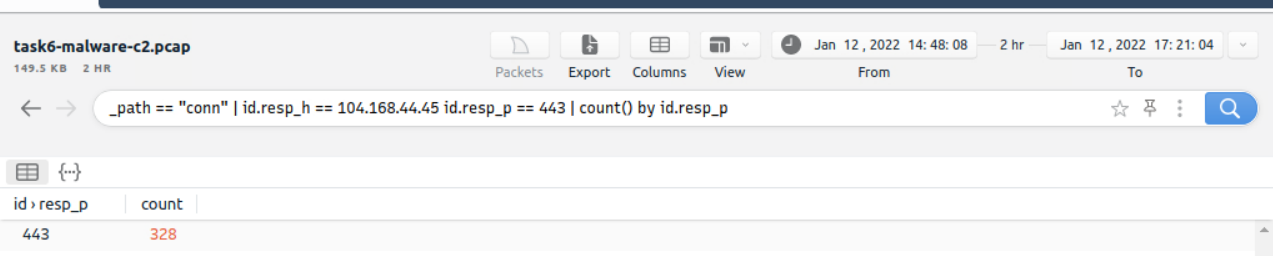 task6-malware-c2.pcap
149.5 KB 2 HR
Packets Export Columns View
Jan 12 , 2022 14: 48: 08 2 hr Jan 12 , 2022 17: 21: 04
From To
_path == "conn" | id.resp_h == 104.168.44.45 id.resp_p == 443 | count() by id.resp_p
id › resp_p count
443 328